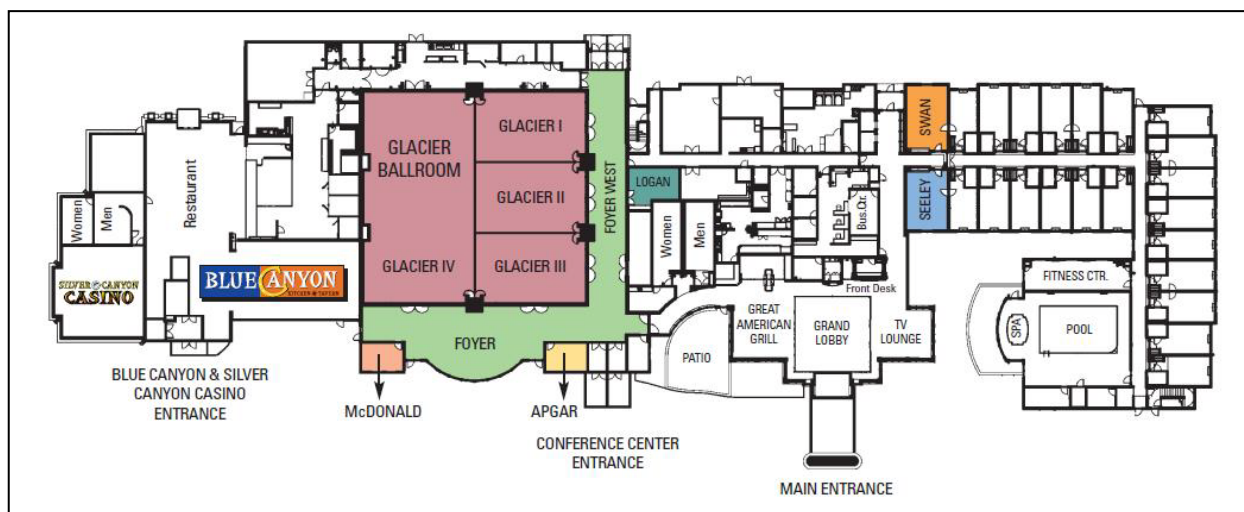 GLACIER
BALLROOM
GLACIER I
GLACIER II
GLACIER III
GLACIER IV
FOYER WEST
FOYER
LOGAN
SWAN
SEELEY
Restaurant
Women
Men
SILVER CANYON
CASINO
BLUE CANYON
KITCHEN TAVERN
Women
Men
Bus.Ctr.
Front Desk
GREAT
AMERICAN
GRILL
GRAND
LOBBY
TV
LOUNGE
PATIO
FITNESS CTR.
SPA
POOL
BLUE CANYON & SILVER
CANYON CASINO
ENTRANCE
McDONALD
APGAR
CONFERENCE CENTER
ENTRANCE
MAIN ENTRANCE